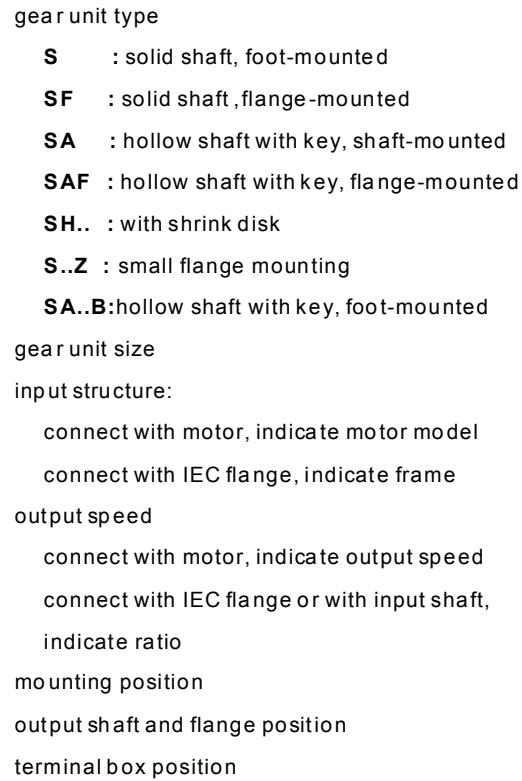 gear unit type
S : solid shaft, foot-mounted
SF : solid shaft ,flange-mounted
SA : hollow shaft with key, shaft-mounted
SAF : hollow shaft with key, flange-mounted
SH.. : with shrink disk
S..Z : small flange mounting
SA..B:hollow shaft with key, foot-mounted
gear unit size
input structure:
connect with motor, indicate motor model
connect with IEC flange, indicate frame
output speed
connect with motor, indicate output speed
connect with IEC flange or with input shaft,
indicate ratio
mounting position
output shaft and flange position
terminal box position